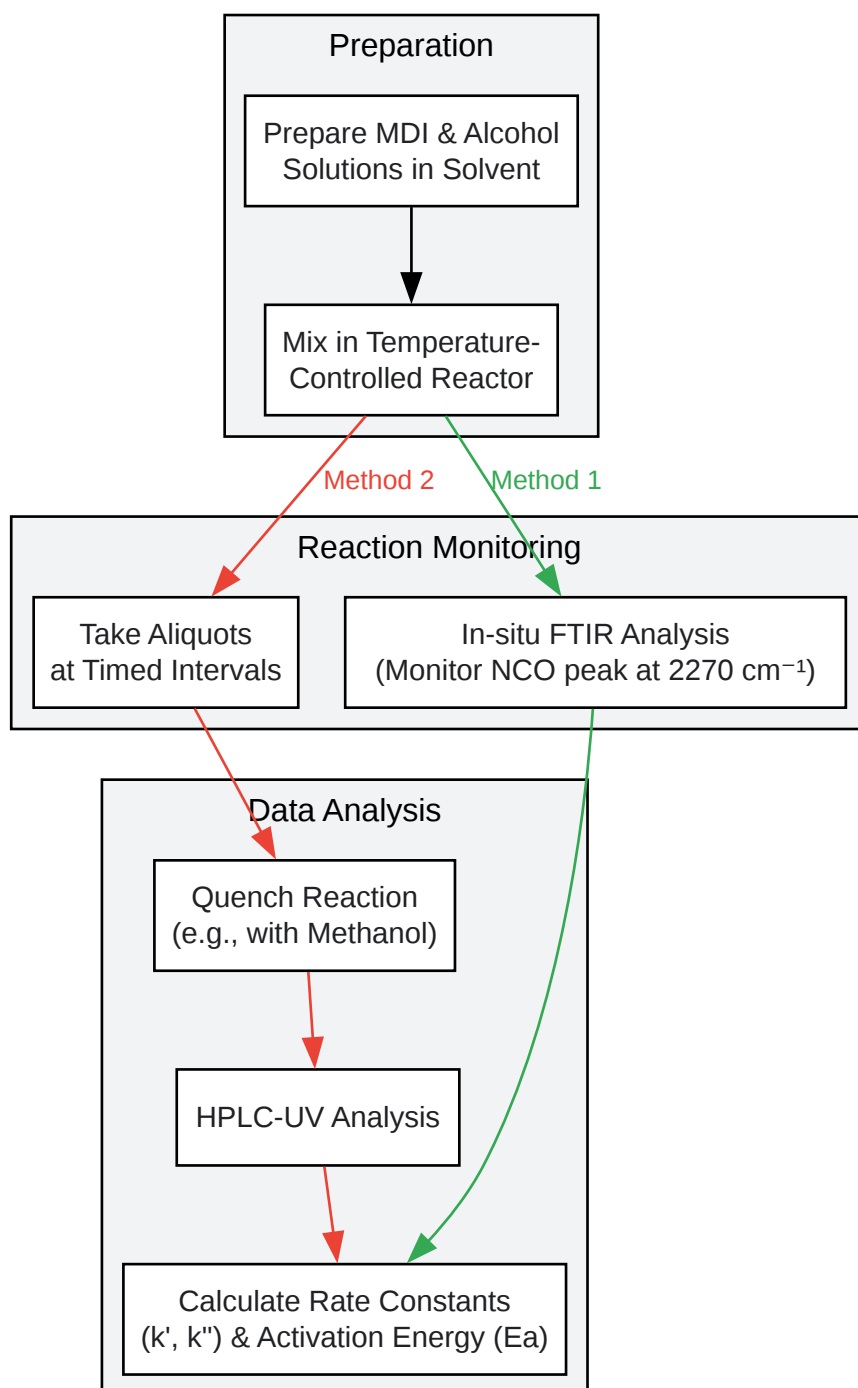 Preparation
Prepare MDI & Alcohol
Solutions in Solvent
Mix in Temperature-
Controlled Reactor
Method 2
Method 1
Reaction Monitoring
Take Aliquots
at Timed Intervals
In-situ FTIR Analysis
(Monitor NCO peak at 2270 cm⁻¹)
Data Analysis
Quench Reaction
(e.g., with Methanol)
HPLC-UV Analysis
Calculate Rate Constants
(k', k'') & Activation Energy (Ea)